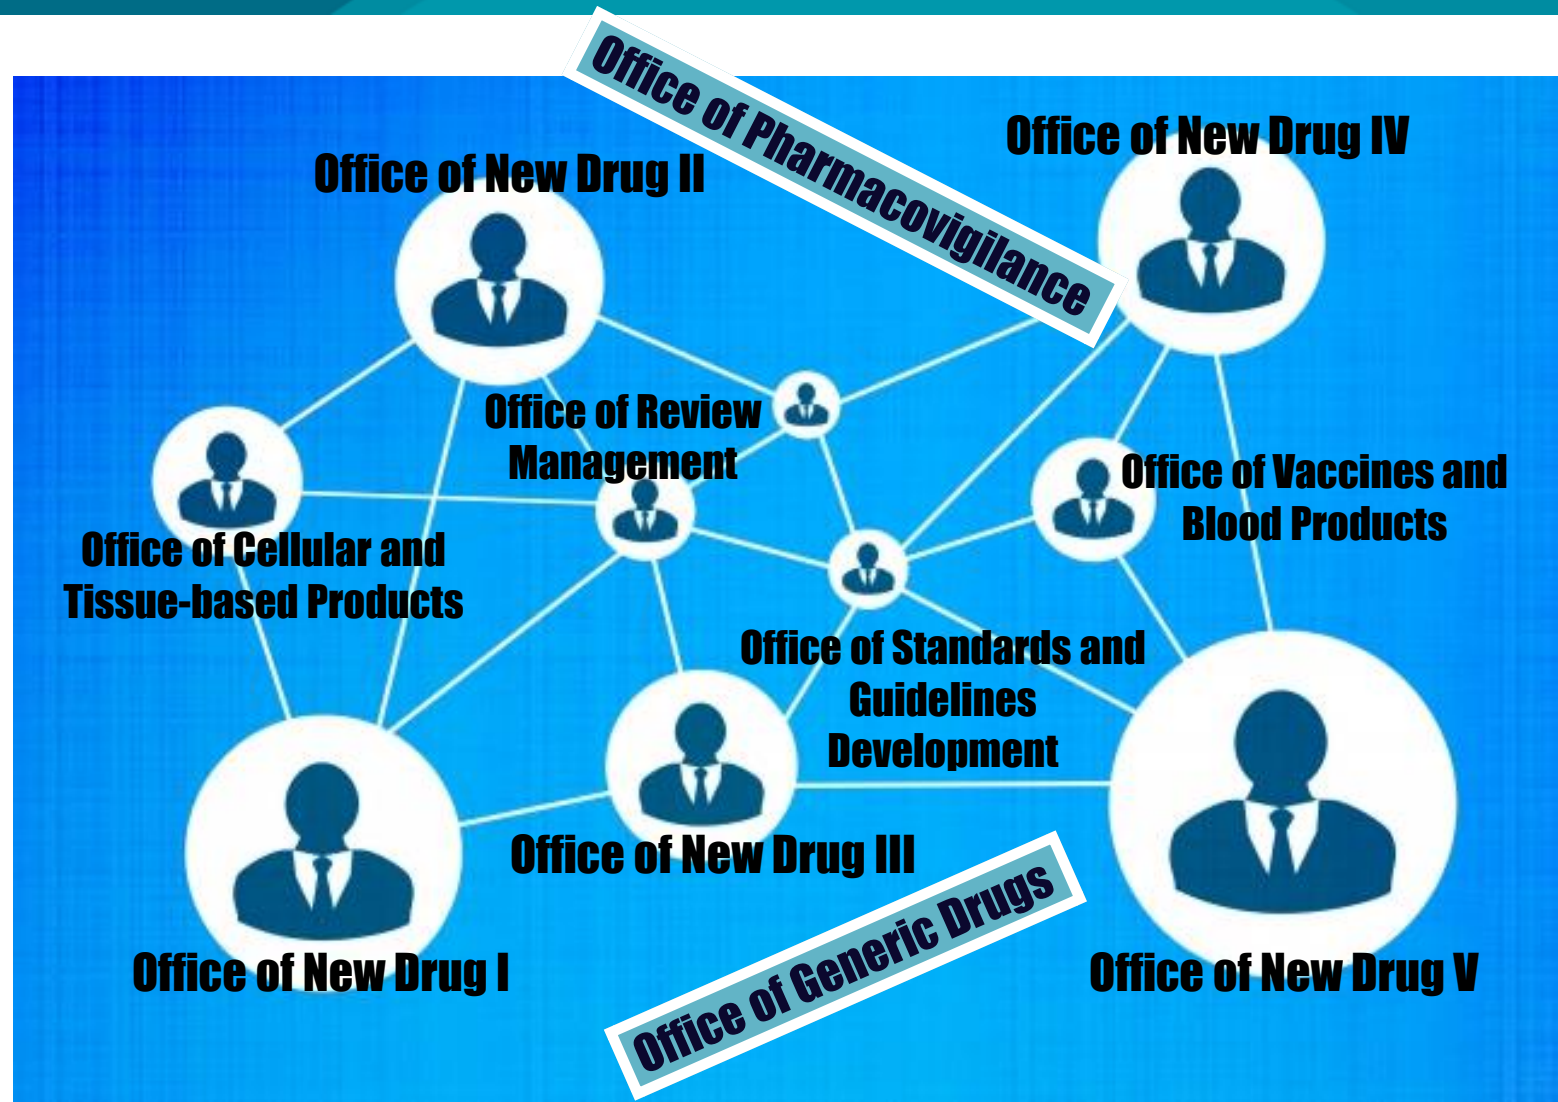 Office of Pharmacovigilance
Office of New Drug IV
Office of New Drug II
Office of Review
Management
Office of Vaccines and
Blood Products
Office of Cellular and
Tissue-based Products
Office of Standards and
Guidelines
Development
Office of New Drug III
Office of Generic Drugs
Office of New Drug I
Office of New Drug V